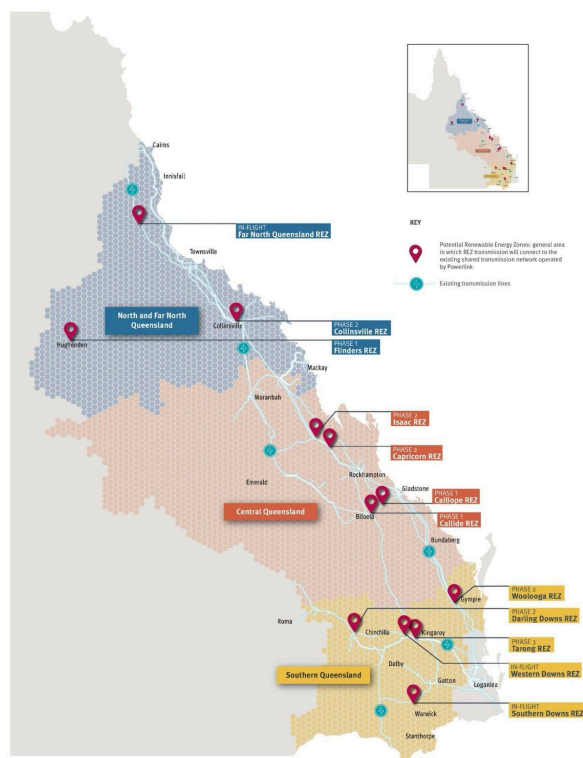 Cairns
Innisfail
IN-FLIGHT
Far North Queensland REZ
Townsville
North and Far North
Queensland
Collinsville
PHASE 2
Collinsville REZ
PHASE 1
Flinders REZ
Hughenden
Mackay
Moranbah
PHASE 2
Isaac REZ
PHASE 2
Capricorn REZ
Rockhampton
Emerald
Gladstone
PHASE 1
Calliope REZ
Central Queensland
Biloela
PHASE 1
Callide REZ
Bundaberg
PHASE 2
Woolooga REZ
Gympie
PHASE 2
Darling Downs REZ
Roma
Chinchilla
Kingaroy
PHASE 3
Tarong REZ
Dalby
IN-FLIGHT
Western Downs REZ
Southern Queensland
Gatton
Loganlea
IN-FLIGHT
Southern Downs REZ
Warwick
Stanthorpe
KEY
Potential Renewable Energy Zones: general area
in which REZ transmission will connect to the
existing shared transmission network operated
by Powerlink
Existing transmission lines